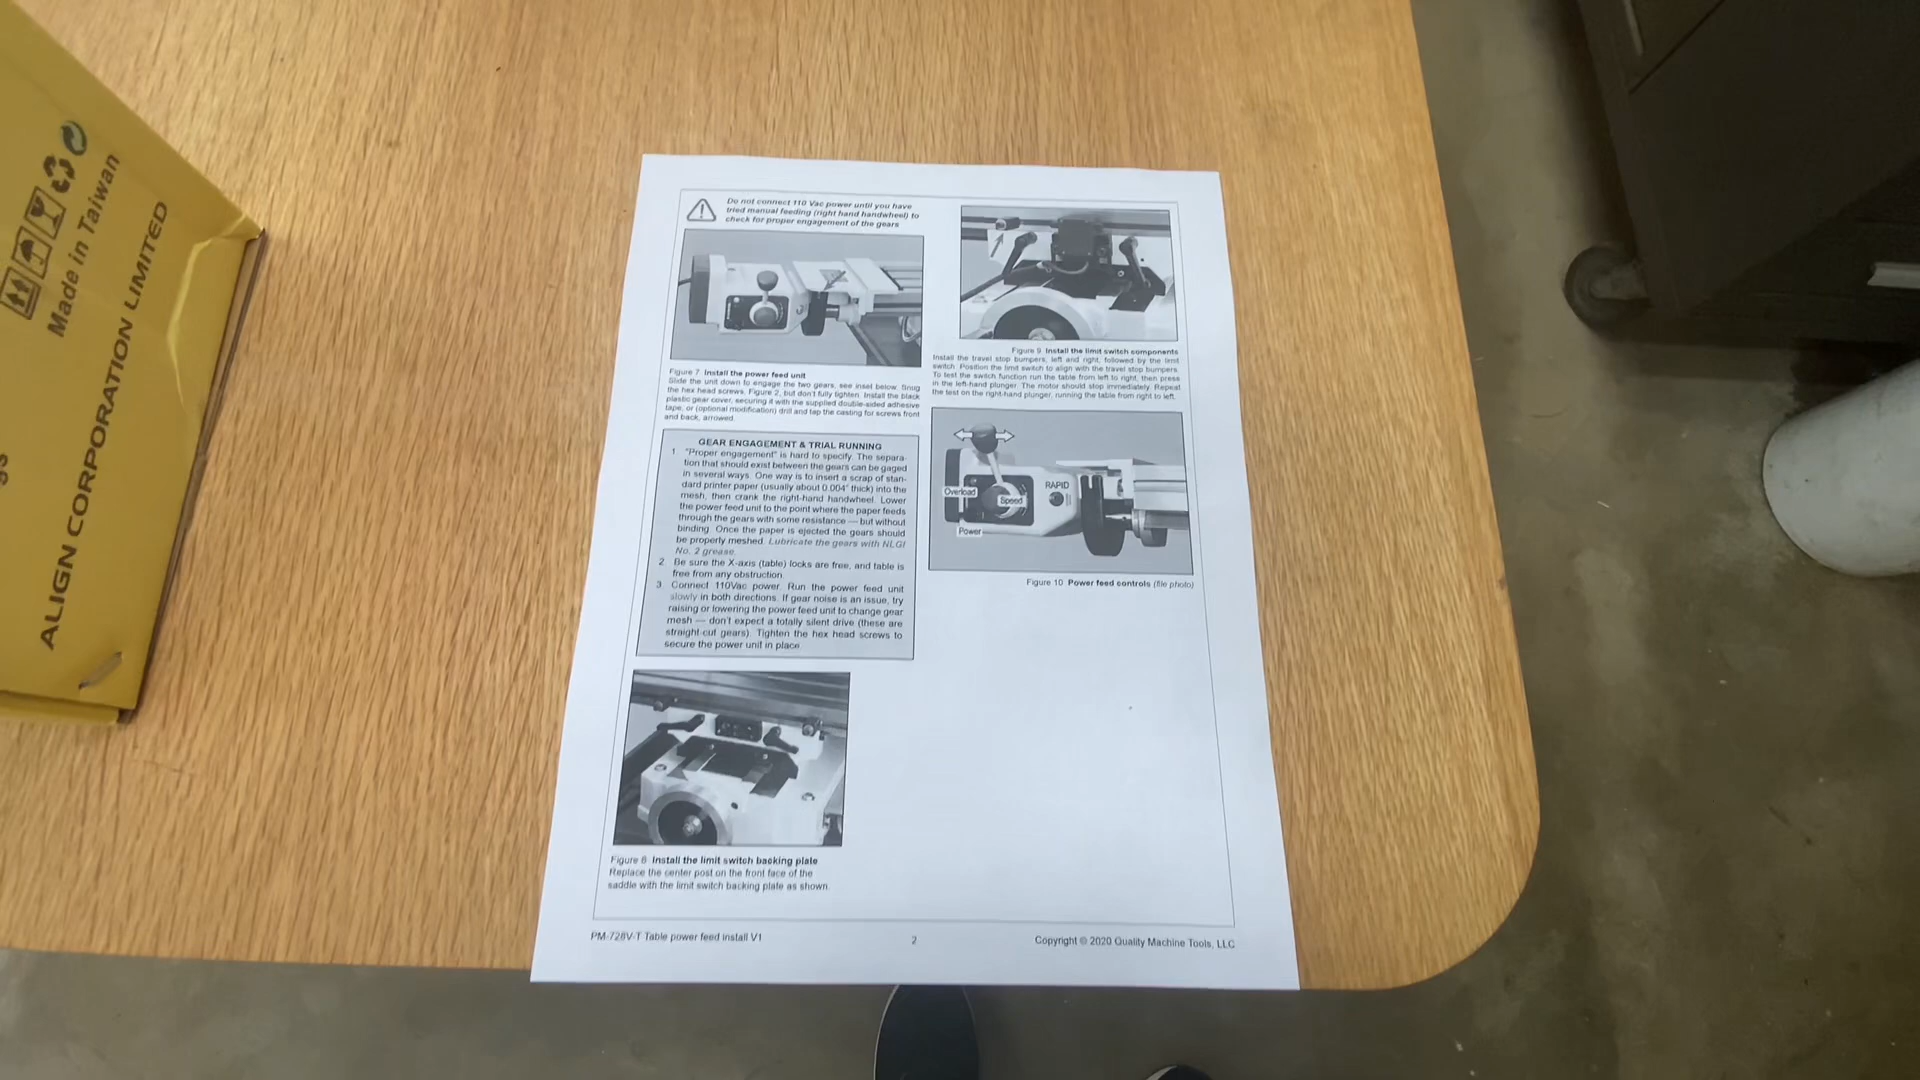 Made in Taiwan
ALIGN CORPORATION LIMITED
Do not connect 110 Vac power until you have
tried manual feeding (right hand handwheel) to
check for proper engagement of the gears
Figure 7 Install the power feed unit
Slide the unit down to engage the two gears, see inset below. Snug
the hex head screws, Figure 2, but don't fully tighten. Install the black
plastic gear cover, securing it with the supplied double-sided adhesive
tape, or (optional modification) drill and tap the casting for screws front
and back, arrowed.
GEAR ENGAGEMENT & TRIAL RUNNING
1 "Proper engagement" is hard to specify. The separa-
tion that should exist between the gears can be gaged
in several ways. One way is to insert a scrap of stan-
dard printer paper (usually about 0.004" thick) into the
mesh, then crank the right-hand handwheel. Lower
the power feed unit to the point where the paper feeds
through the gears with some resistance — but without
binding. Once the paper is ejected the gears should
be properly meshed. Lubricate the gears with NLGI
No. 2 grease.
2 Be sure the X-axis (table) locks are free, and table is
free from any obstruction.
3 Connect 110Vac power. Run the power feed unit
slowly in both directions. If gear noise is an issue, try
raising or lowering the power feed unit to change gear
mesh — don't expect a totally silent drive (these are
straight-cut gears). Tighten the hex head screws to
secure the power unit in place.
Figure 8 Install the limit switch backing plate
Replace the center post on the front face of the
saddle with the limit switch backing plate as shown.
Figure 9 Install the limit switch components
Install the travel stop bumpers, left and right, followed by the limit
switch. Position the limit switch to align with the travel stop bumpers.
To test the switch function run the table from left to right, then press
in the left-hand plunger. The motor should stop immediately. Repeat
the test on the right-hand plunger, running the table from right to left.
Overload
Speed
RAPID
Power
Figure 10 Power feed controls (file photo)
PM-728V-T Table power feed install V1
2
Copyright © 2020 Quality Machine Tools, LLC